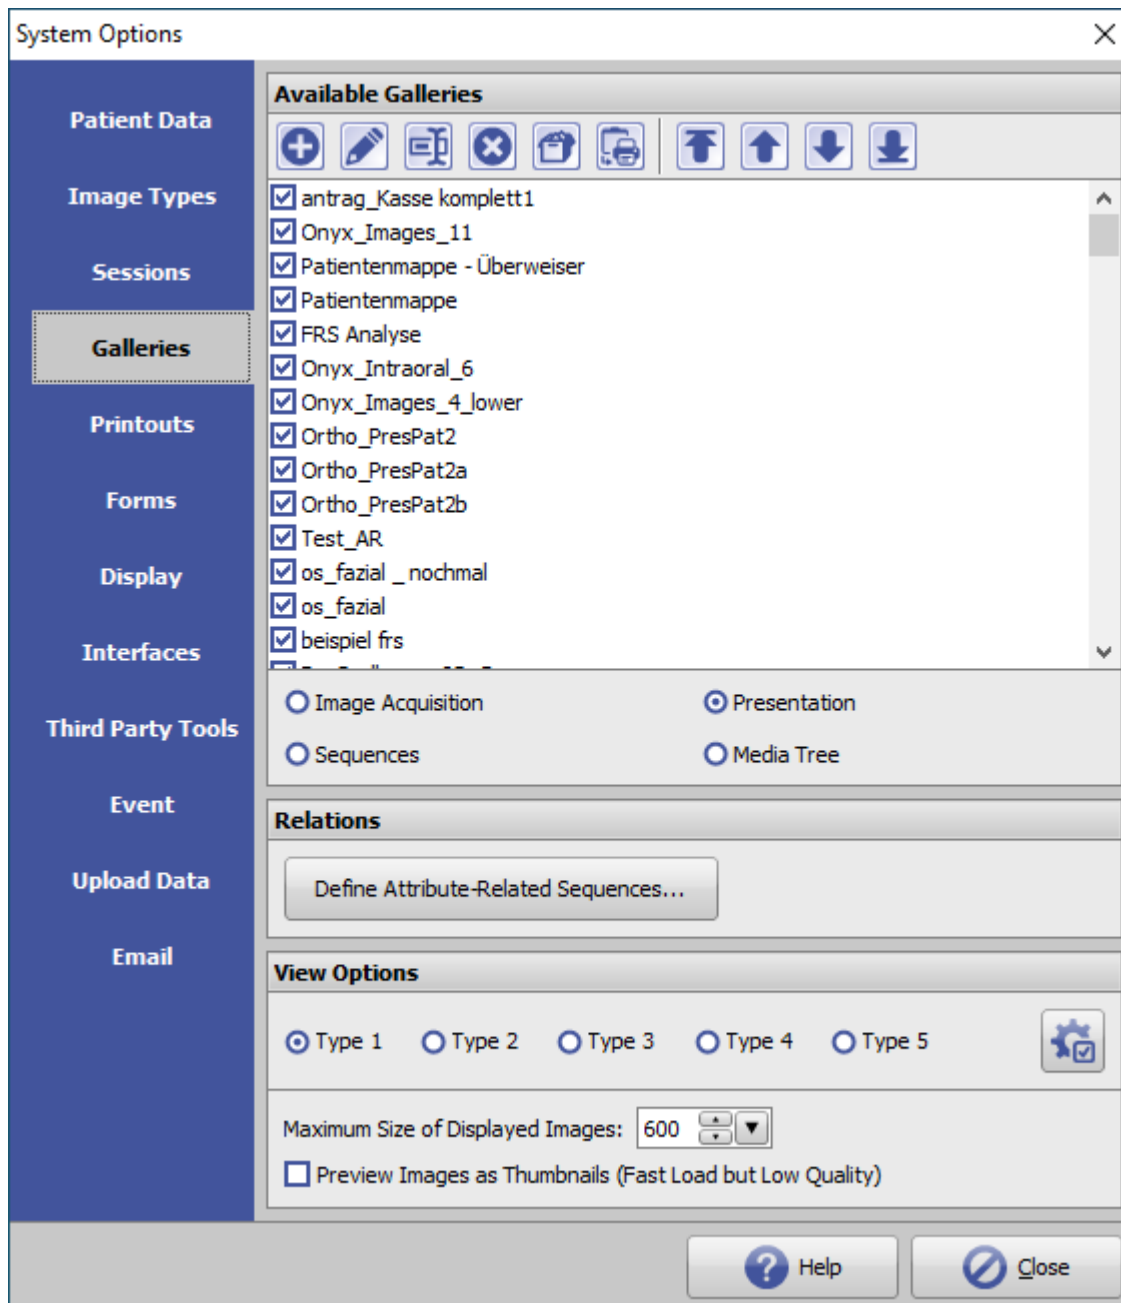 System Options
Patient Data
Image Types
Sessions
Galleries
Printouts
Forms
Display
Interfaces
Third Party Tools
Event
Upload Data
Email
Available Galleries
antrag_Kasse komplett1
Onyx_Images_11
Patientenmappe - Überweiser
Patientenmappe
FRS Analyse
Onyx_Intraoral_6
Onyx_Images_4_lower
Ortho_PresPat2
Ortho_PresPat2a
Ortho_PresPat2b
Test_AR
os_fazial _ nochmal
os_fazial
beispiel frs
Image Acquisition Presentation
Sequences Media Tree
Relations
Define Attribute-Related Sequences...
View Options
Type 1 Type 2 Type 3 Type 4 Type 5
Maximum Size of Displayed Images: 600
Preview Images as Thumbnails (Fast Load but Low Quality)
Help Close